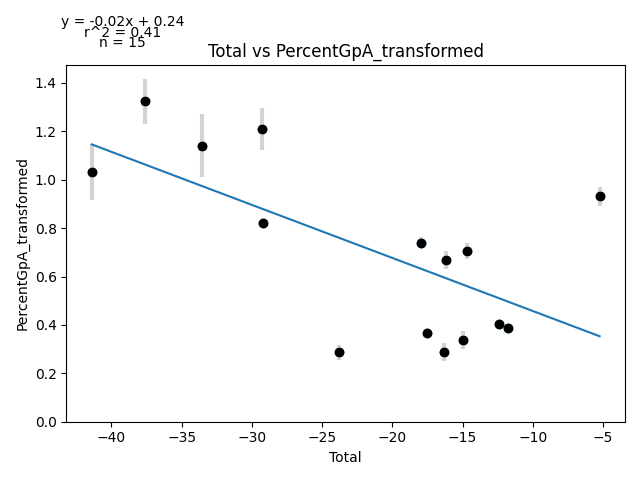 y = -0.02x + 0.24
r^2 = 0.41
n = 15
Total vs PercentGpA_transformed
PercentGpA_transformed
1.4
1.2
1.0
0.8
0.6
0.4
0.2
0.0
−40 −35 −30 −25 −20 −15 −10 −5
Total